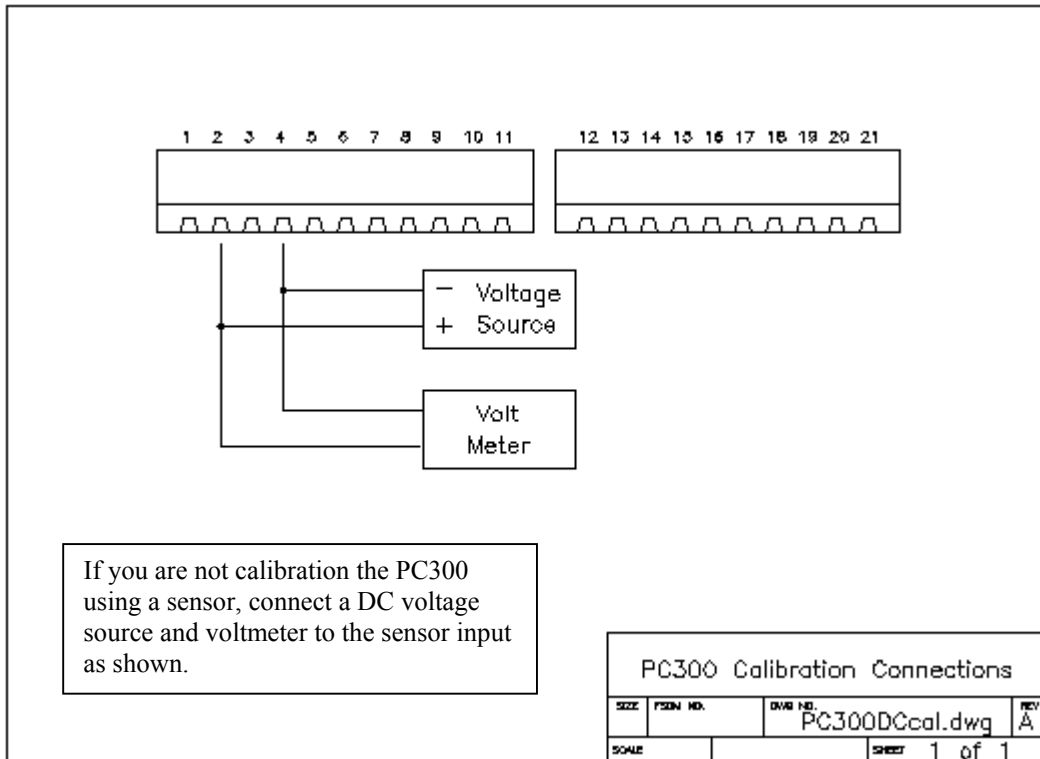 1 2 3 4 5 6 7 8 9 10 11 12 13 14 15 16 17 18 19 20 21
− Voltage
+ Source
Volt
Meter
If you are not calibration the PC300
using a sensor, connect a DC voltage
source and voltmeter to the sensor input
as shown.
PC300 Calibration Connections
SIZE FSCM NO. DWG NO. REV
PC300DCcal.dwg A
SCALE SHEET 1 of 1